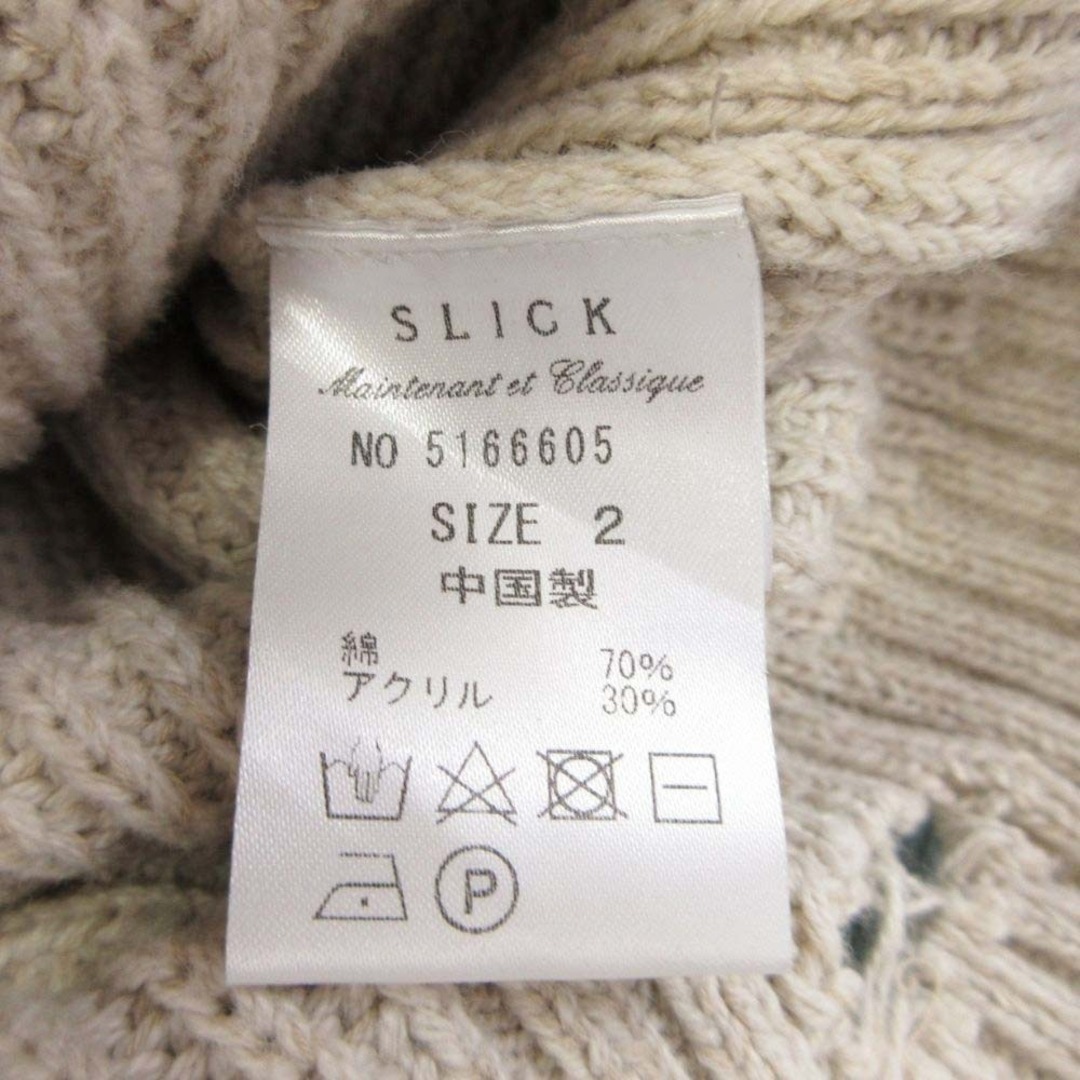 SLICK
Maintenant et Classique
NO 5166605
SIZE 2
中国製
綿 70%
アクリル 30%
P